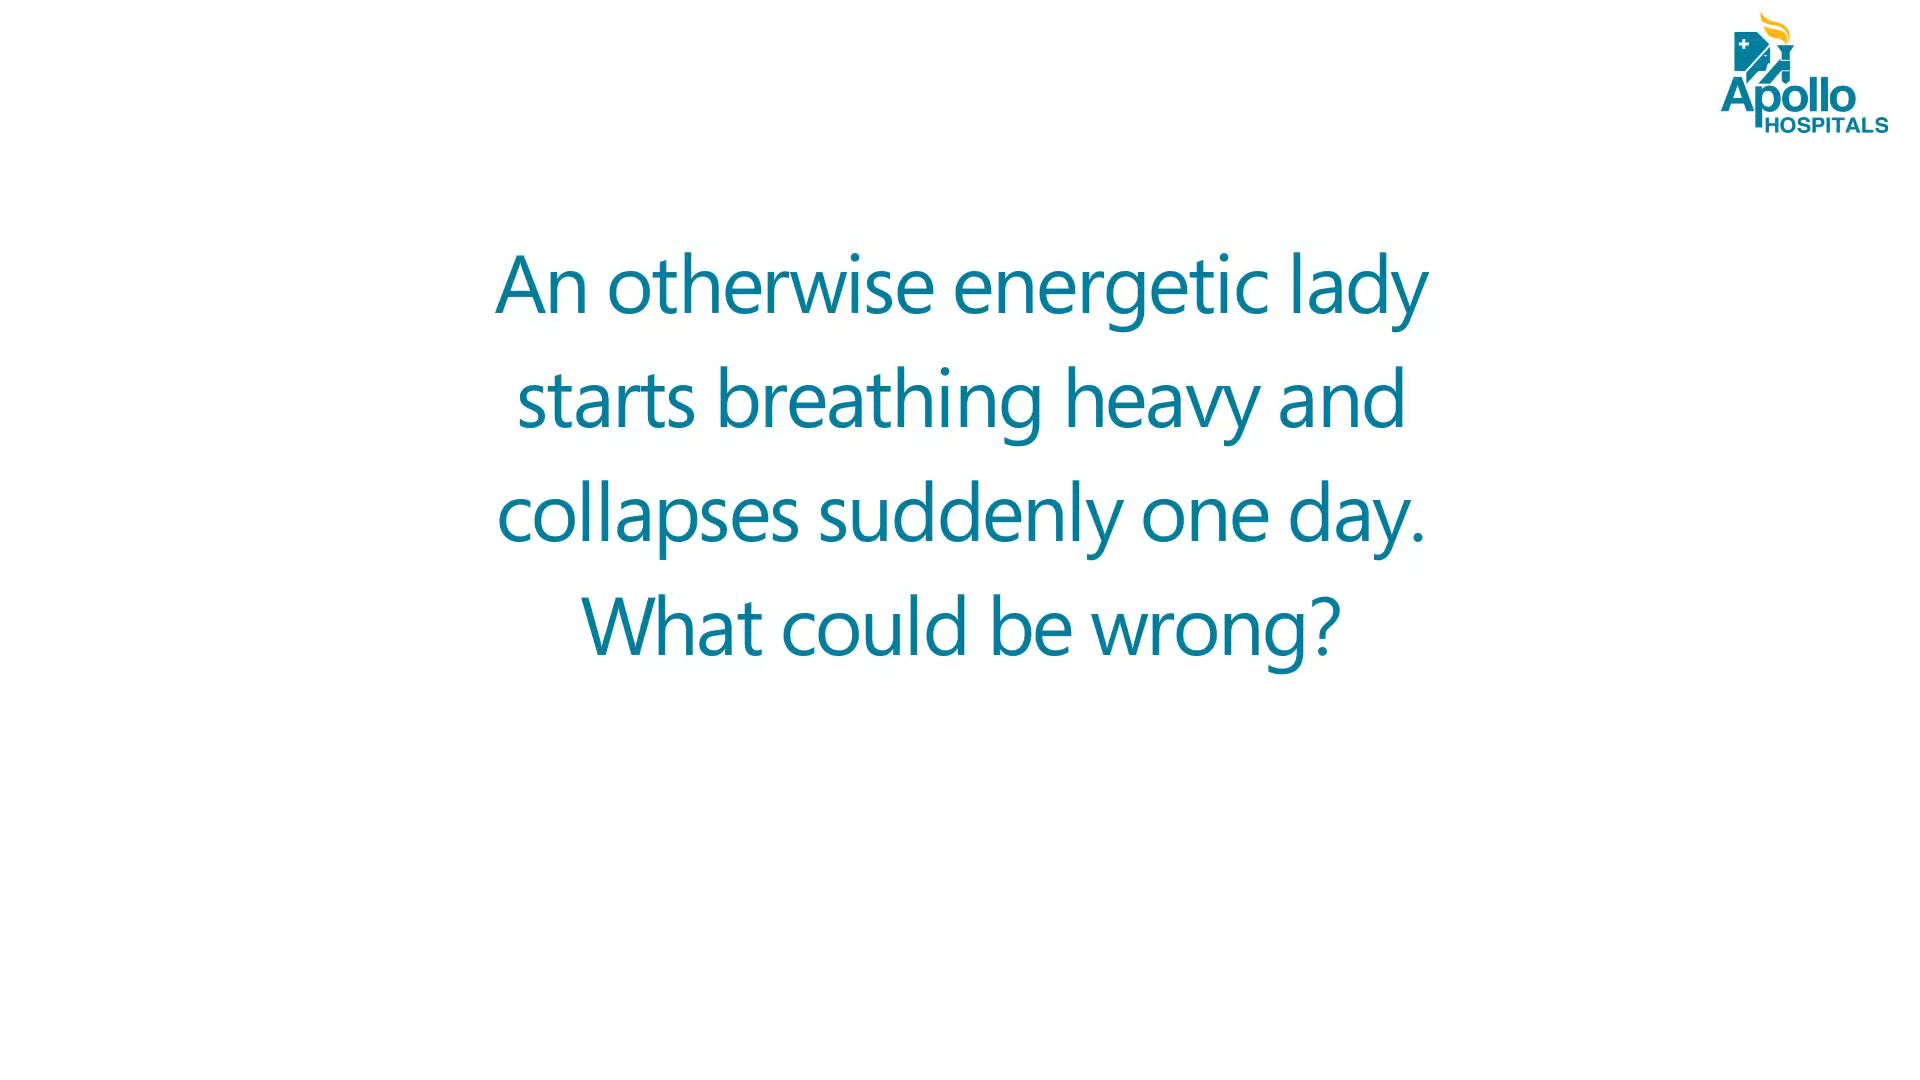 Apollo
HOSPITALS
An otherwise energetic lady
starts breathing heavy and
collapses suddenly one day.
What could be wrong?